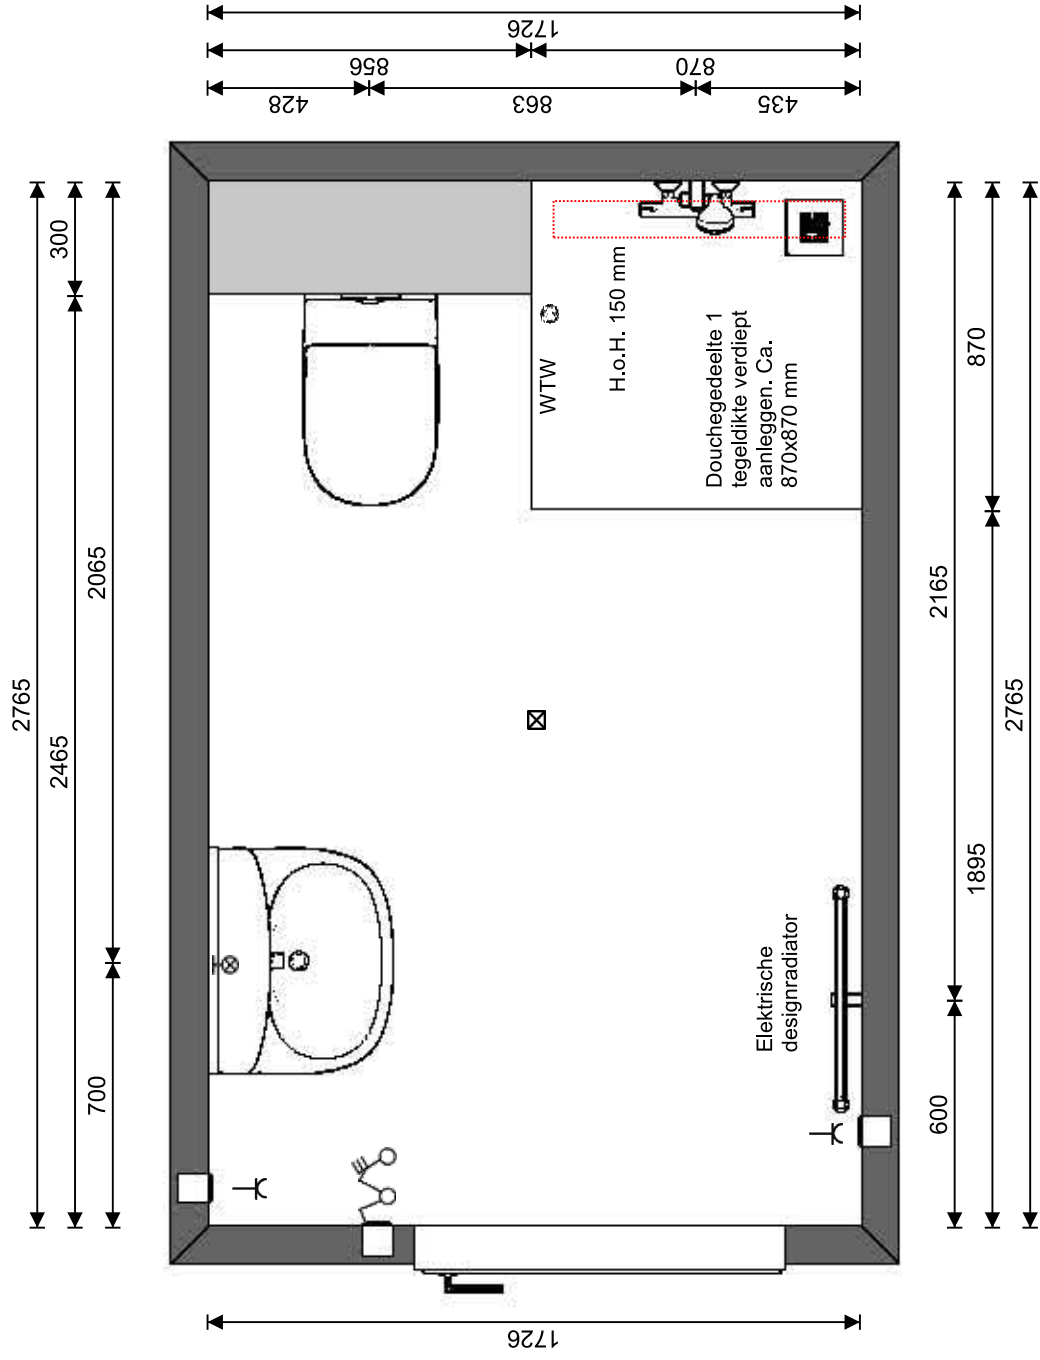 1726
856
870
428
863
435
300
2065
2765
2465
700
WTW
H.o.H. 150 mm
Douchegedeelte 1
tegeldikte verdiept
aanleggen. Ca.
870x870 mm
Elektrische
designradiator
870
2165
2765
1895
600
1726